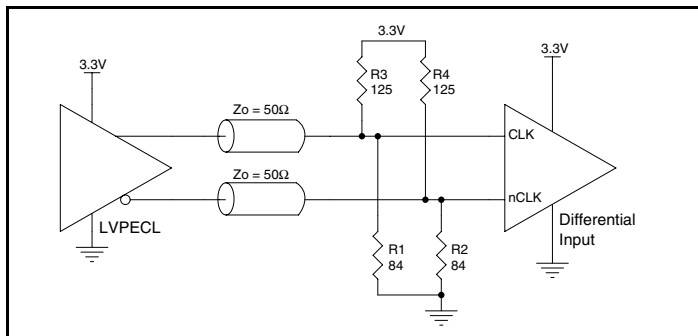 3.3V
3.3V
3.3V
R3
125
R4
125
Zo = 50Ω
CLK
Zo = 50Ω
nCLK
LVPECL
Differential
Input
R1
84
R2
84